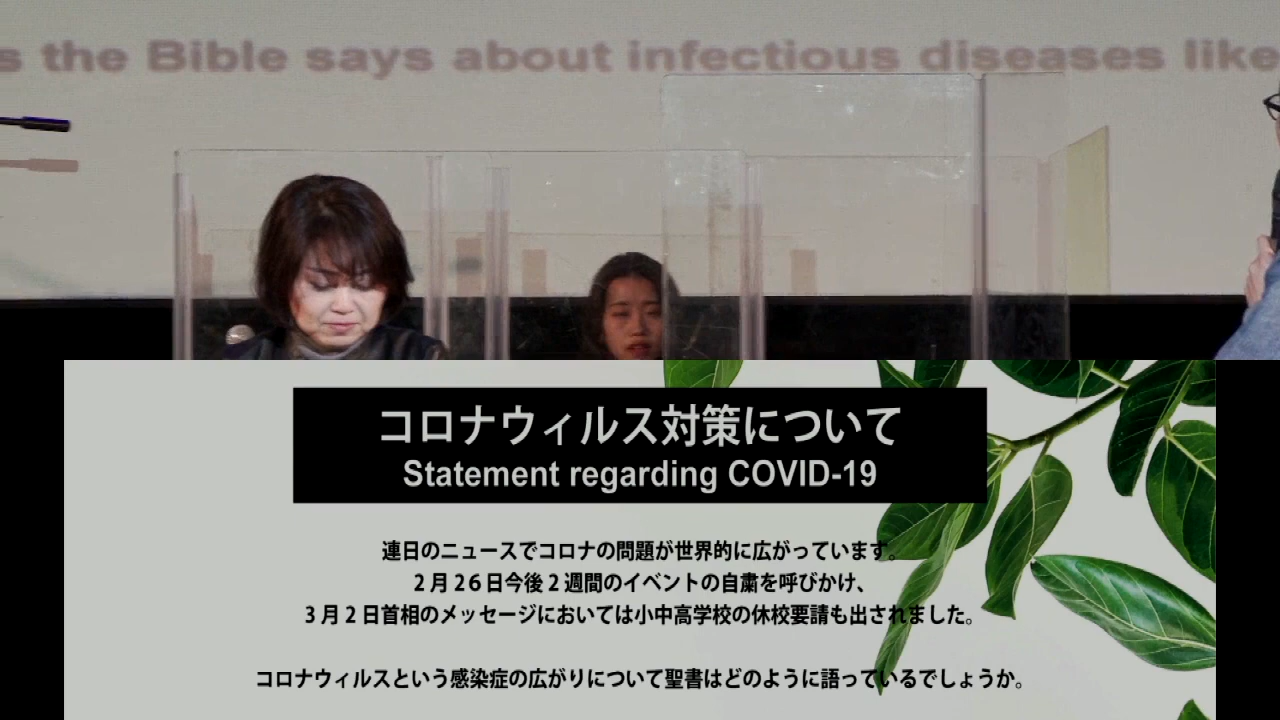 s the Bible says about infectious diseases like
コロナウィルス対策について
Statement regarding COVID-19
連日のニュースでコロナの問題が世界的に広がっています。
2月26日今後2週間のイベントの自粛を呼びかけ、
3月2日首相のメッセージにおいては小中高学校の休校要請も出されました。
コロナウィルスという感染症の広がりについて聖書はどのように語っているでしょうか。